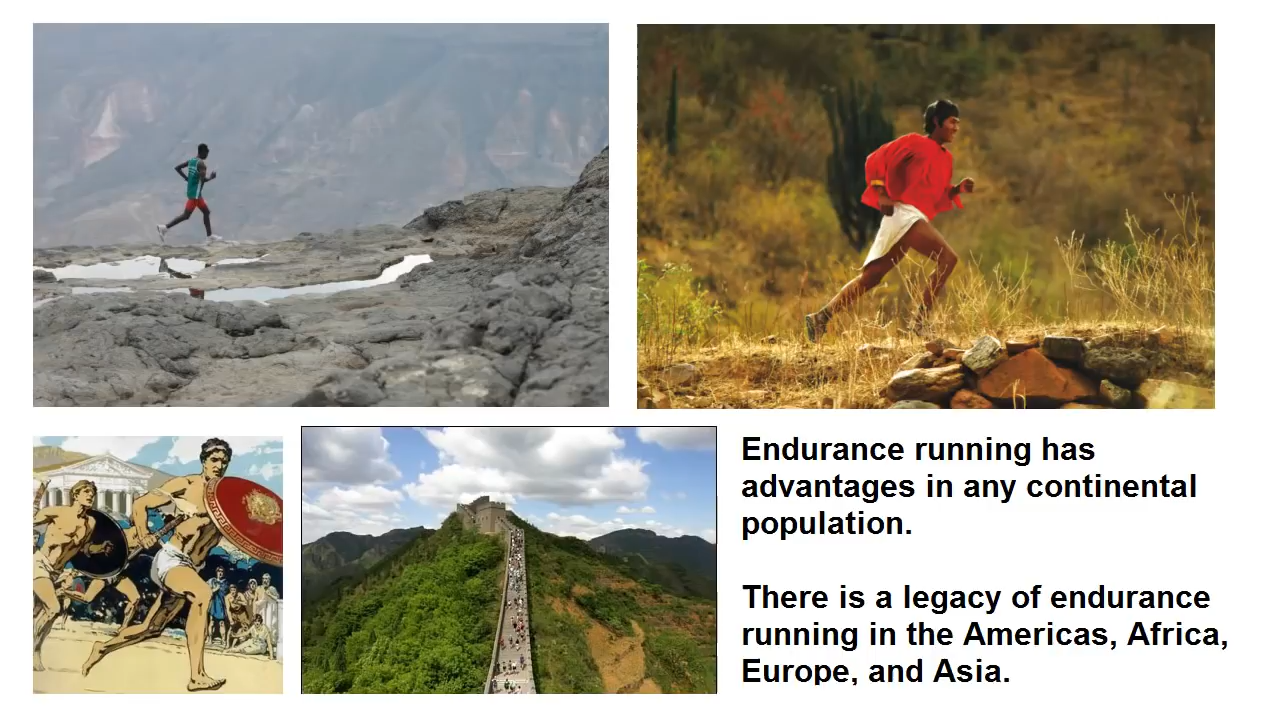 Endurance running has
advantages in any continental
population.
There is a legacy of endurance
running in the Americas, Africa,
Europe, and Asia.